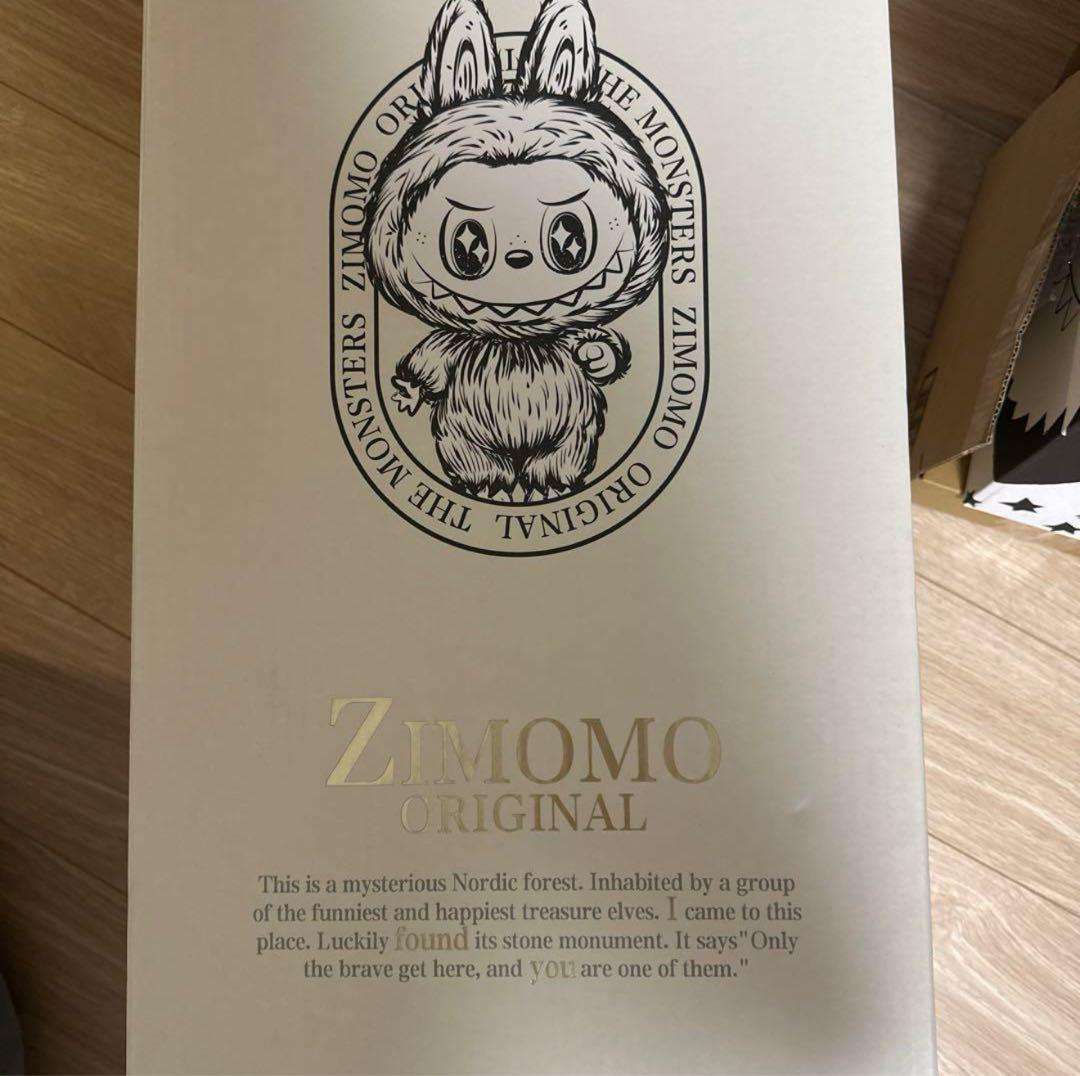 ZIMOMO ORI
THE MONSTERS ZIMOMO ORIGINAL THE MONSTERS
ZIMOMO
ORIGINAL
This is a mysterious Nordic forest. Inhabited by a group
of the funniest and happiest treasure elves. I came to this
place. Luckily found its stone monument. It says"Only
the brave get here, and you are one of them."